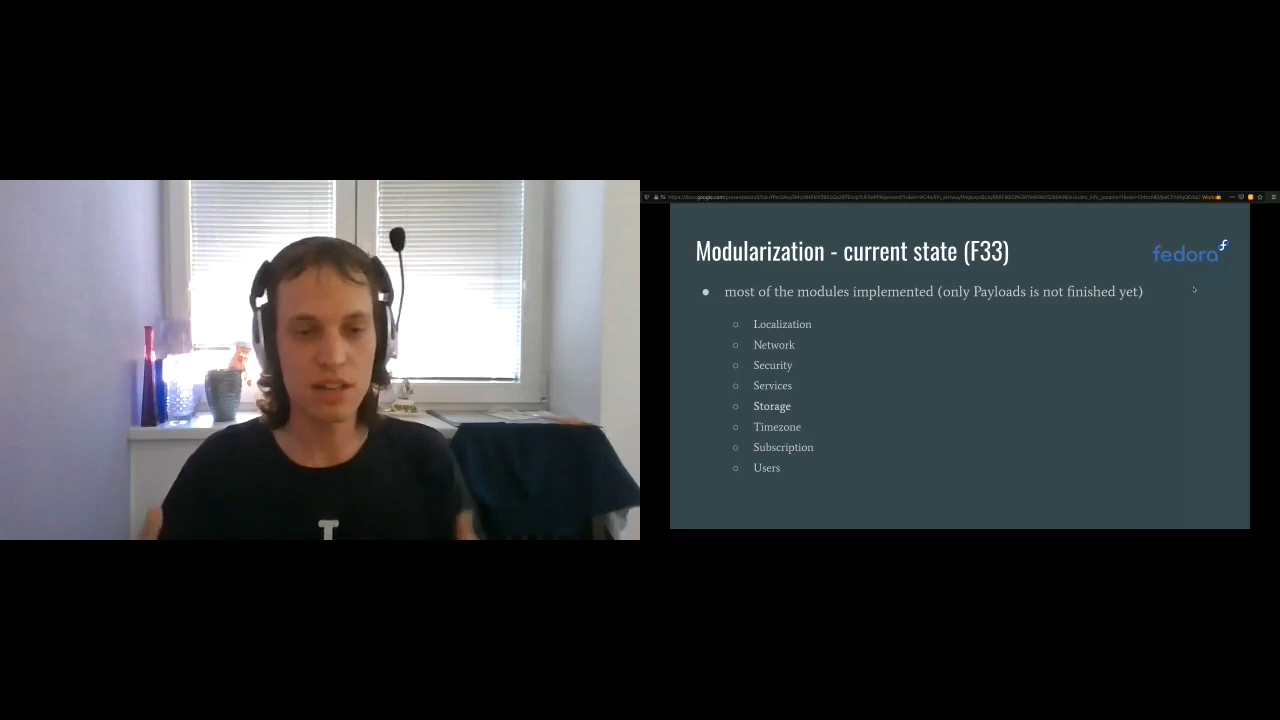 Modularization - current state (F33)
fedora
● most of the modules implemented (only Payloads is not finished yet)
○ Localization
○ Network
○ Security
○ Services
○ Storage
○ Timezone
○ Subscription
○ Users